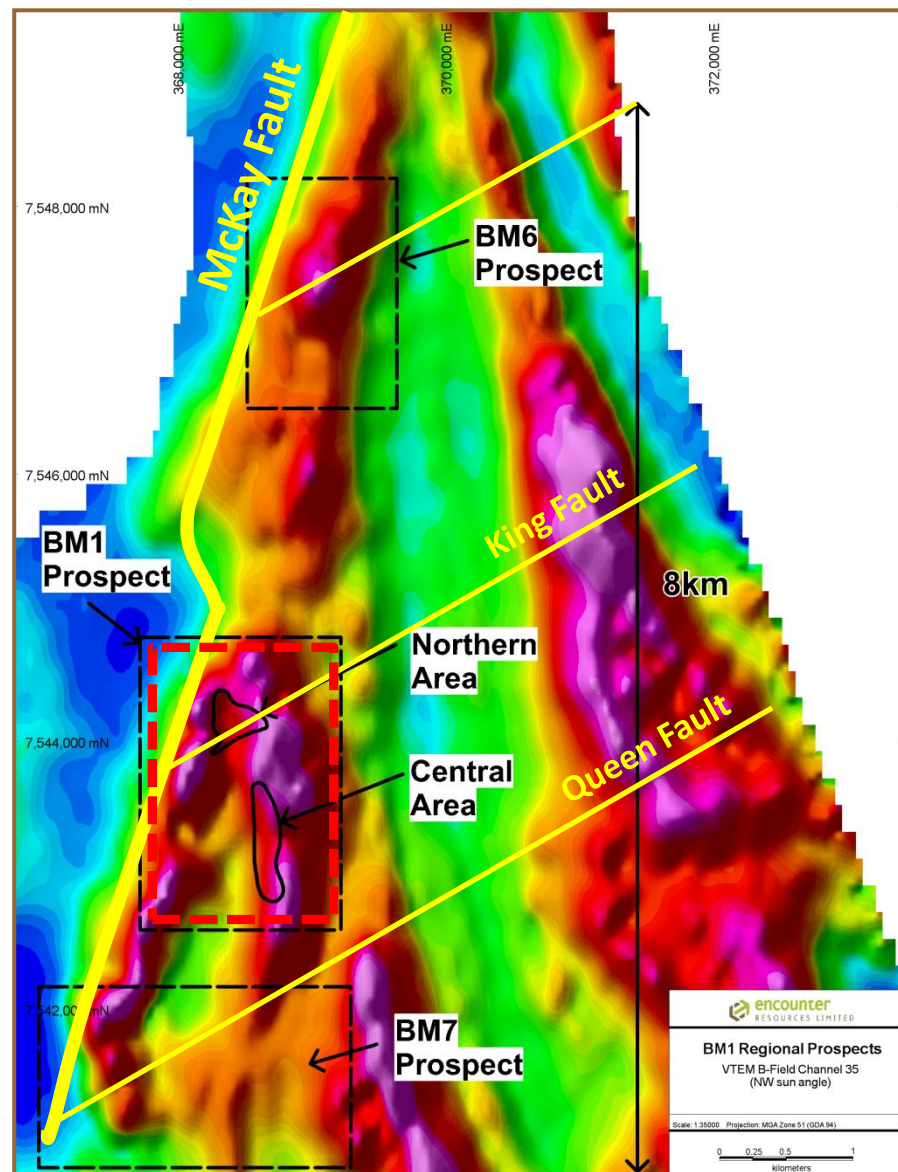 368,000 mE
370,000 mE
372,000 mE
McKay Fault
7,548,000 mN
BM6
Prospect
7,546,000 mN
King Fault
BM1
Prospect
8km
Northern
Area
Queen Fault
7,544,000 mN
Central
Area
7,542,000 mN
BM7
Prospect
encounter
RESOURCES LIMITED
BM1 Regional Prospects
VTEM B-Field Channel 35
(NW sun angle)
Scale: 1:35000 Projection: MGA Zone 51 (GDA 94)
0 0.25 0.5 1
kilometers